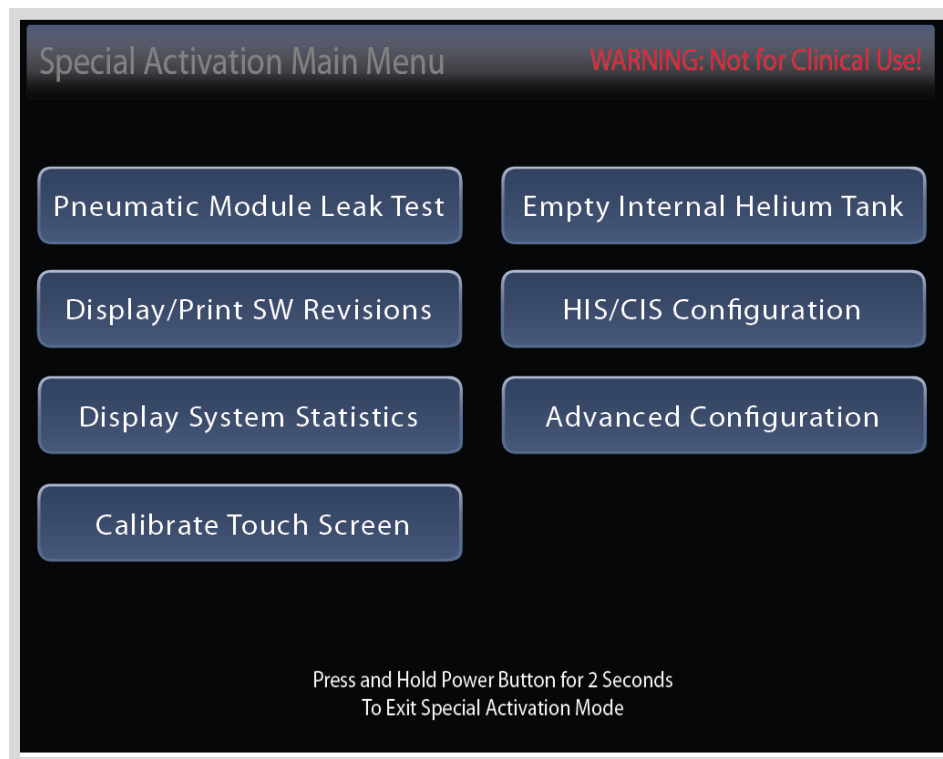 Special Activation Main Menu
WARNING: Not for Clinical Use!
Pneumatic Module Leak Test
Empty Internal Helium Tank
Display/Print SW Revisions
HIS/CIS Configuration
Display System Statistics
Advanced Configuration
Calibrate Touch Screen
Press and Hold Power Button for 2 Seconds
To Exit Special Activation Mode